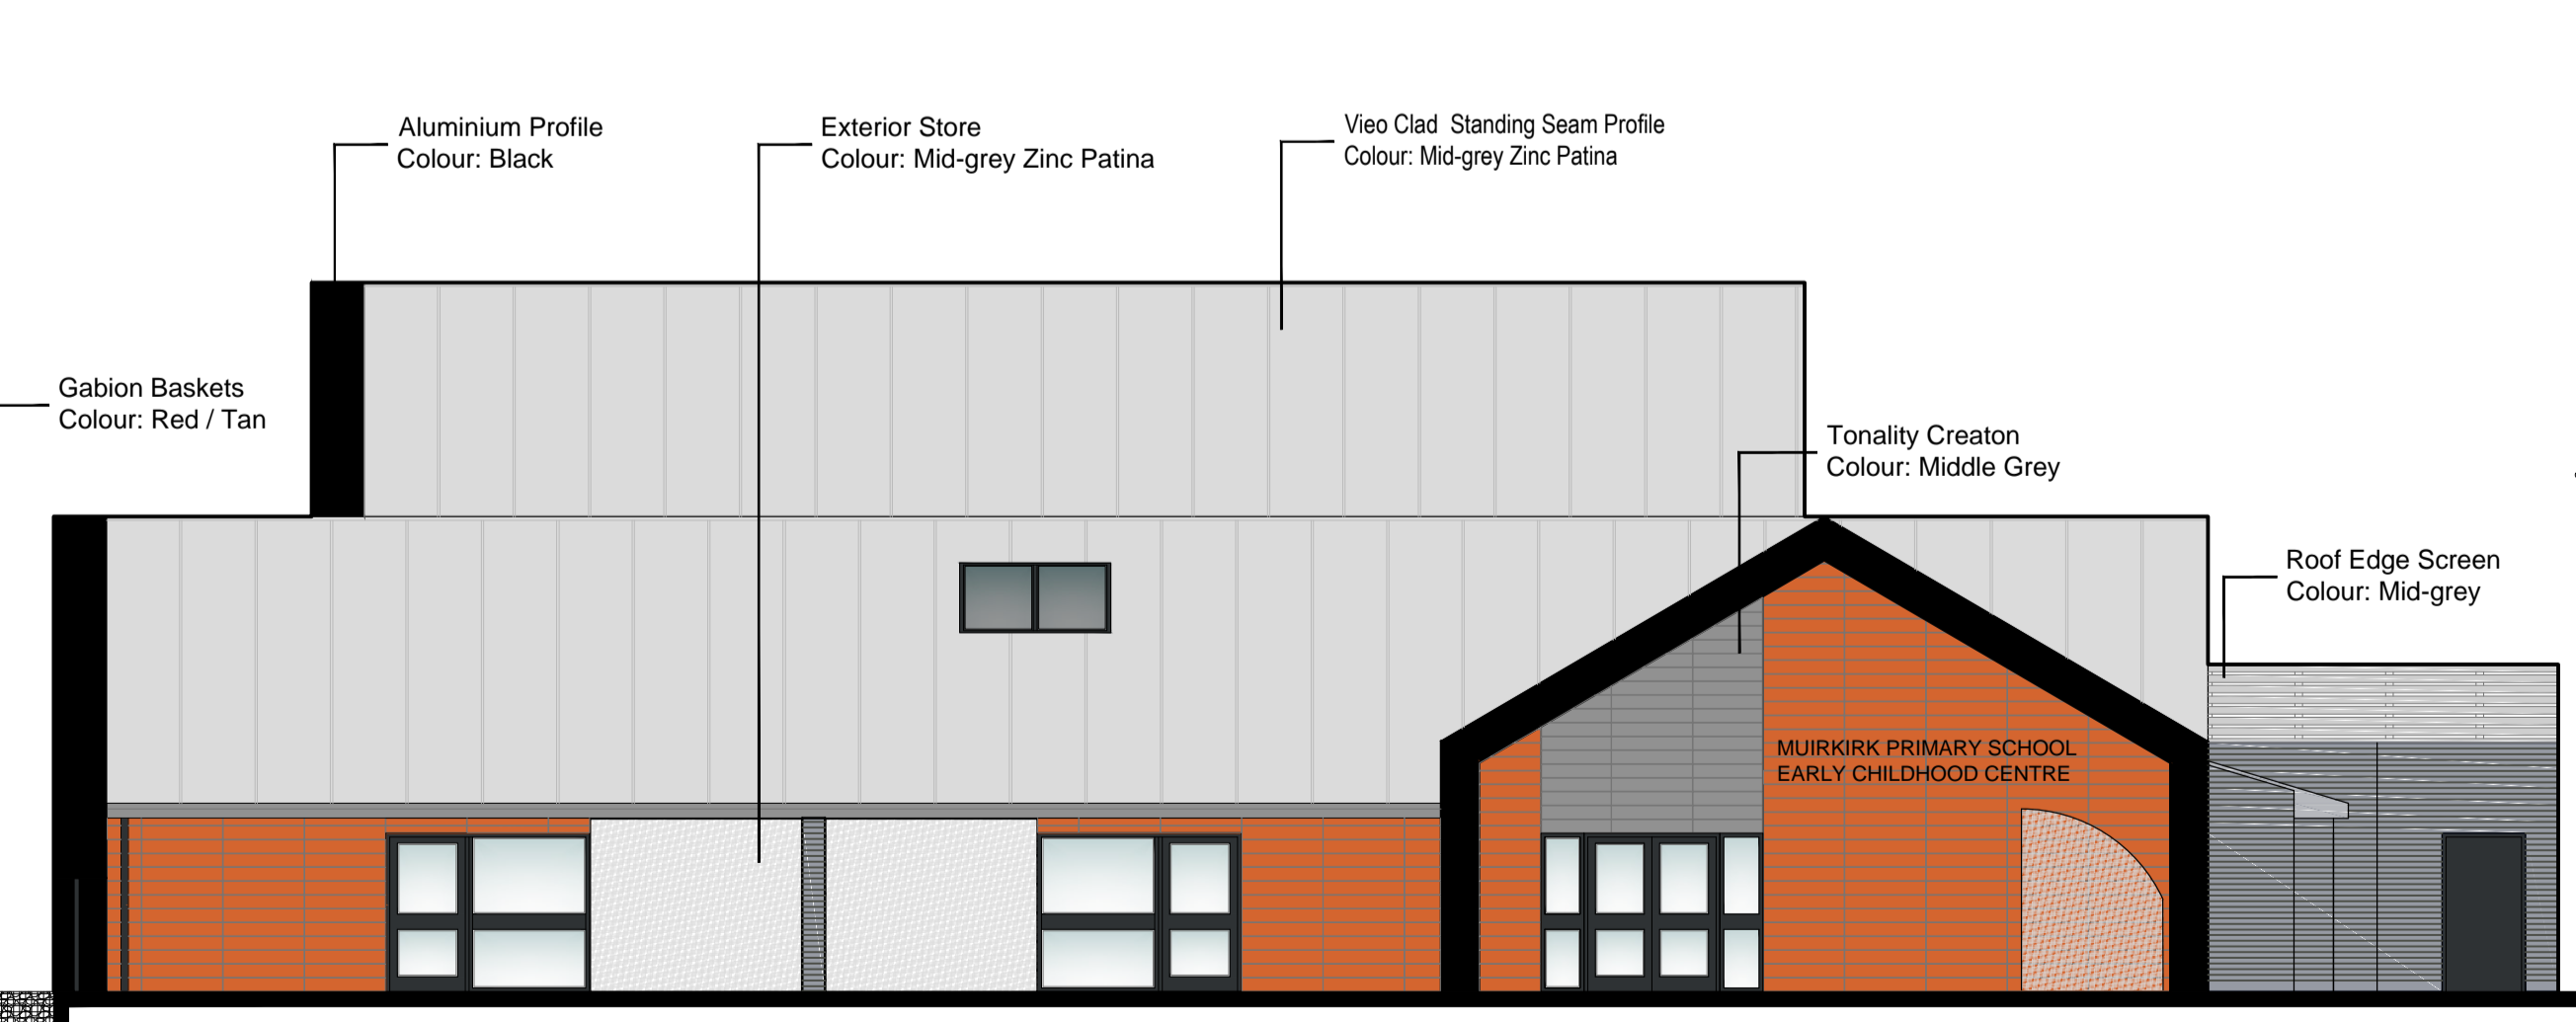 Aluminium Profile
Colour: Black
Exterior Store
Colour: Mid-grey Zinc Patina
Vieo Clad  Standing Seam Profile
Colour: Mid-grey Zinc Patina
Gabion Baskets
Colour: Red / Tan
Tonality Creaton
Colour: Middle Grey
Roof Edge Screen
Colour: Mid-grey
MUIRKIRK PRIMARY SCHOOL
EARLY CHILDHOOD CENTRE